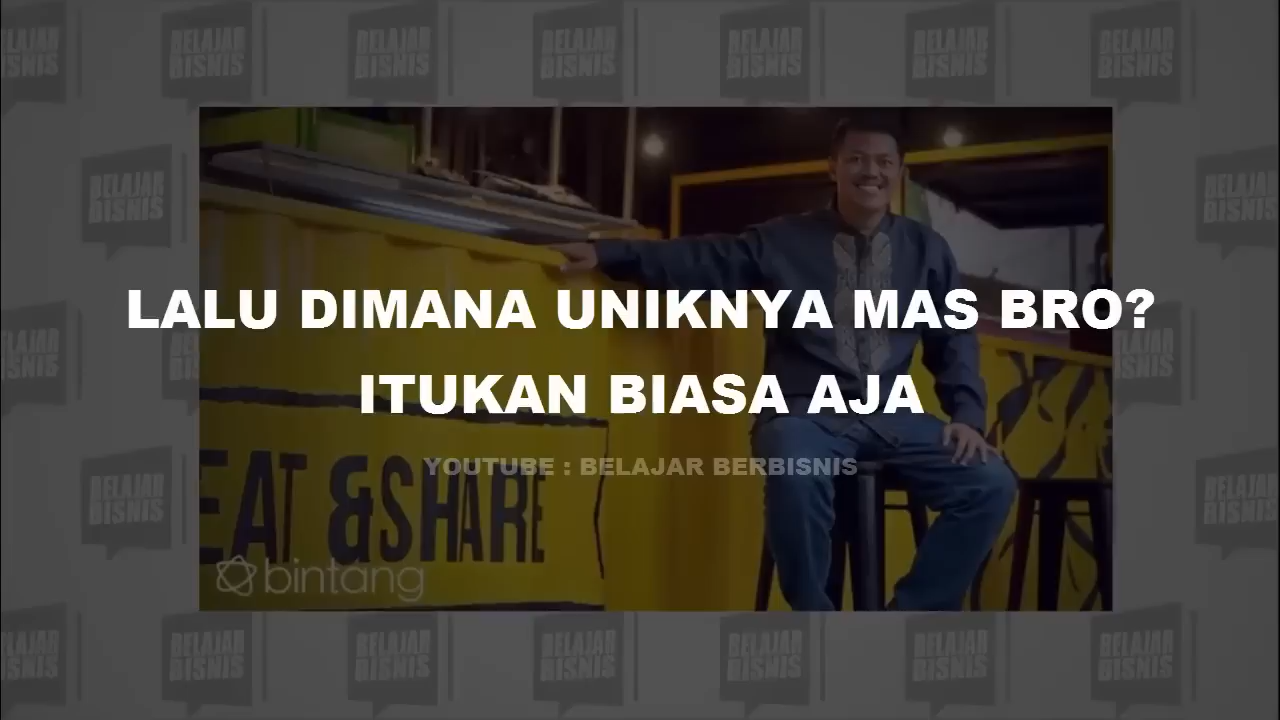 LALU DIMANA UNIKNYA MAS BRO?
ITUKAN BIASA AJA
YOUTUBE : BELAJAR BERBISNIS
EAT & SHARE
bintang
BELAJAR
BISNIS